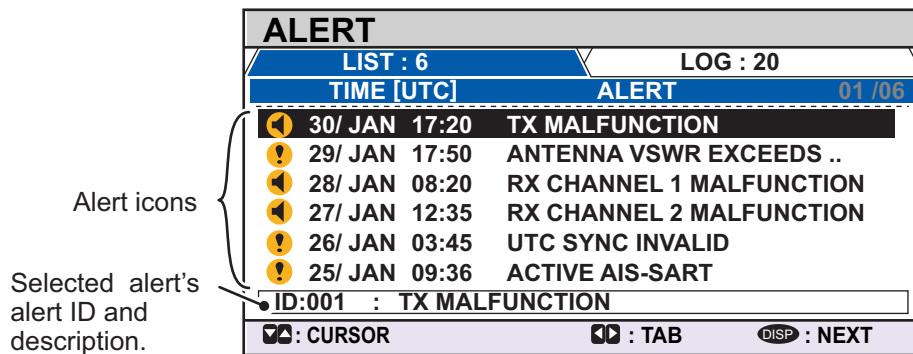 ALERT
LIST : 6 LOG : 20
TIME [UTC] ALERT 01 /06
30/ JAN 17:20 TX MALFUNCTION
29/ JAN 17:50 ANTENNA VSWR EXCEEDS ..
28/ JAN 08:20 RX CHANNEL 1 MALFUNCTION
27/ JAN 12:35 RX CHANNEL 2 MALFUNCTION
26/ JAN 03:45 UTC SYNC INVALID
25/ JAN 09:36 ACTIVE AIS-SART
ID:001 : TX MALFUNCTION
: CURSOR : TAB DISP : NEXT
Alert icons
Selected alert's
alert ID and
description.